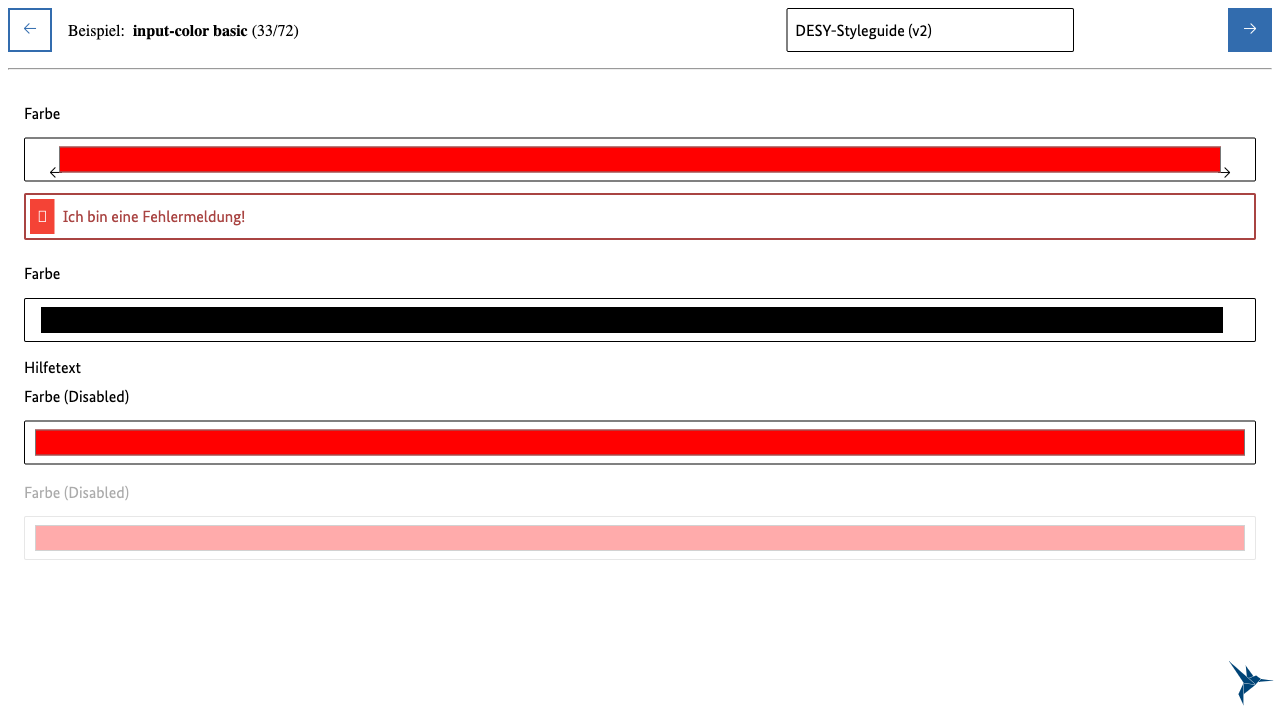 Beispiel: input-color basic (33/72)
DESY-Styleguide (v2)
Farbe
Ich bin eine Fehlermeldung!
Farbe
Hilfetext
Farbe (Disabled)
Farbe (Disabled)